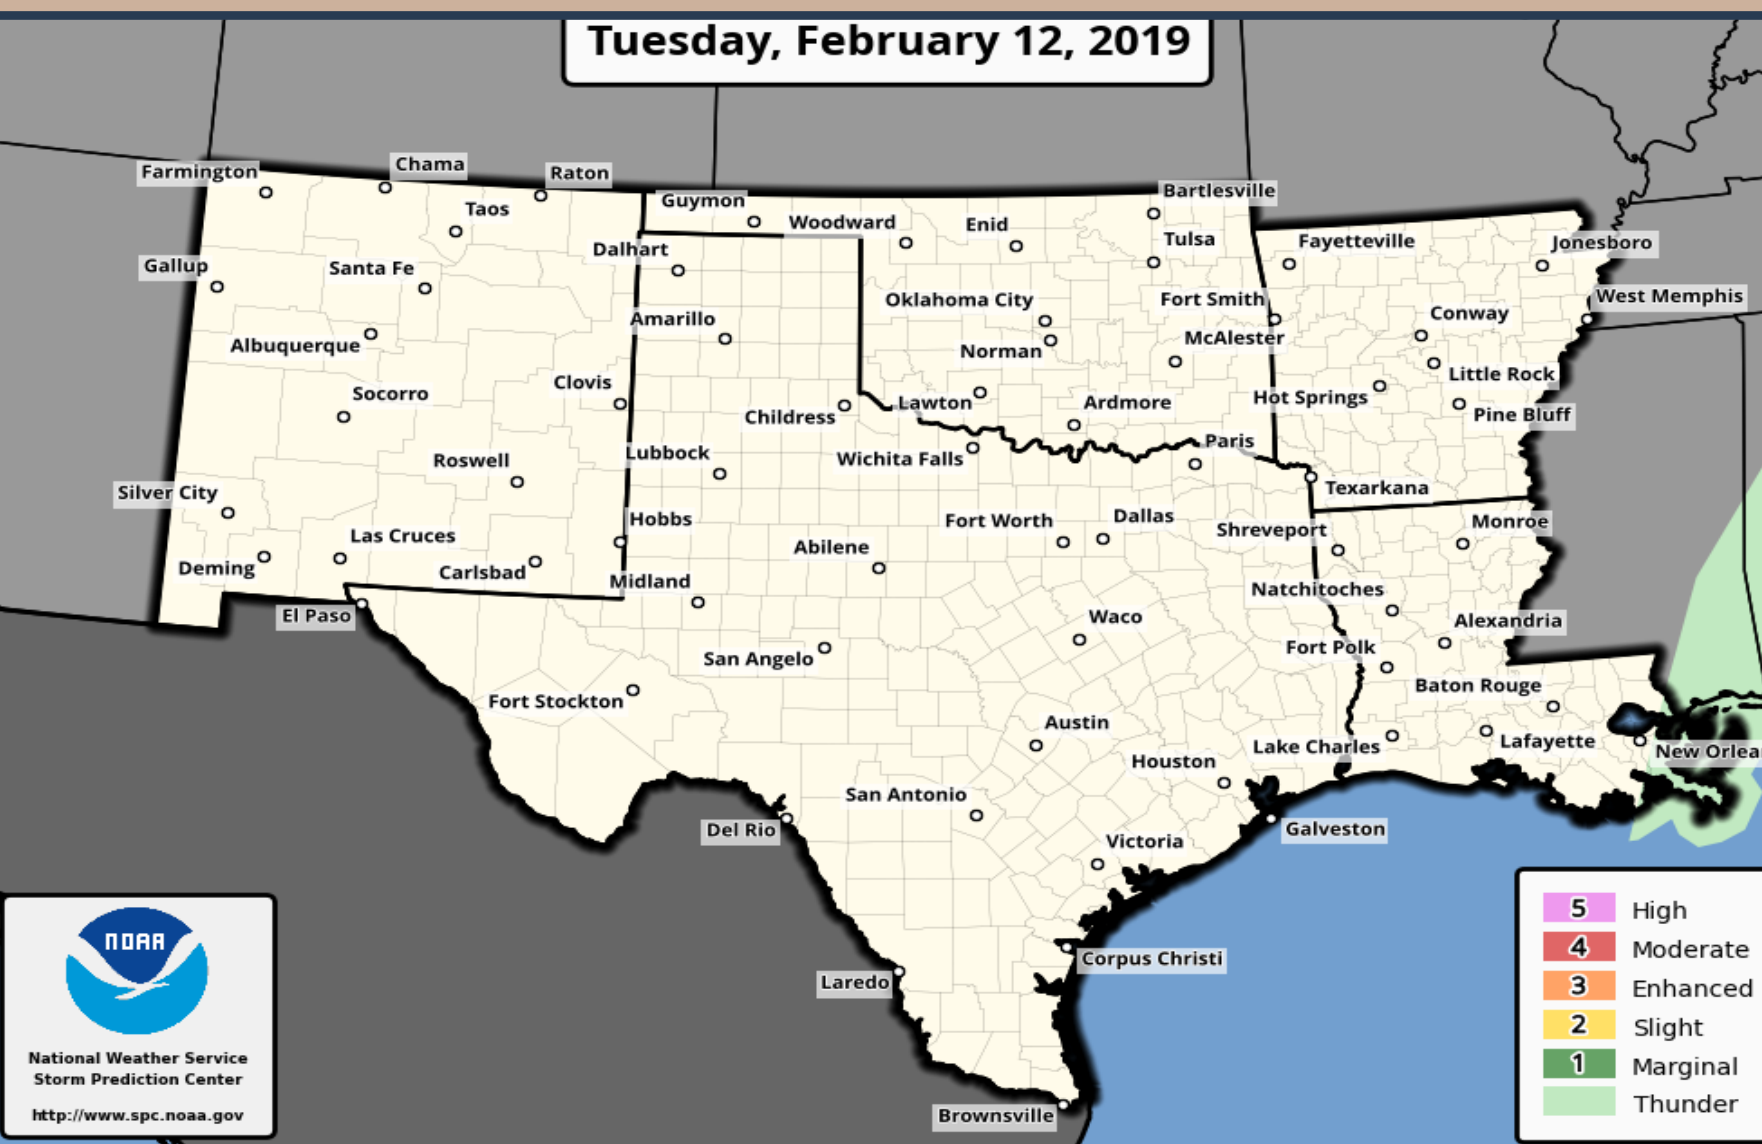 Tuesday, February 12, 2019
Farmington
Chama
Raton
Taos
Guymon
Woodward
Enid
Bartlesville
Tulsa
Fayetteville
Jonesboro
Gallup
Santa Fe
Dalhart
Oklahoma City
Fort Smith
West Memphis
Albuquerque
Amarillo
Norman
McAlester
Conway
Little Rock
Socorro
Clovis
Childress
Lawton
Ardmore
Hot Springs
Pine Bluff
Roswell
Lubbock
Wichita Falls
Paris
Texarkana
Silver City
Las Cruces
Hobbs
Fort Worth
Dallas
Shreveport
Monroe
Deming
Carlsbad
Midland
Abilene
Natchitoches
El Paso
Waco
Alexandria
San Angelo
Fort Polk
Fort Stockton
Baton Rouge
Austin
Lake Charles
Lafayette
New Orlea
Houston
San Antonio
Del Rio
Galveston
Victoria
Corpus Christi
Laredo
Brownsville
NOAA
National Weather Service
Storm Prediction Center
http://www.spc.noaa.gov
5 High
4 Moderate
3 Enhanced
2 Slight
1 Marginal
Thunder